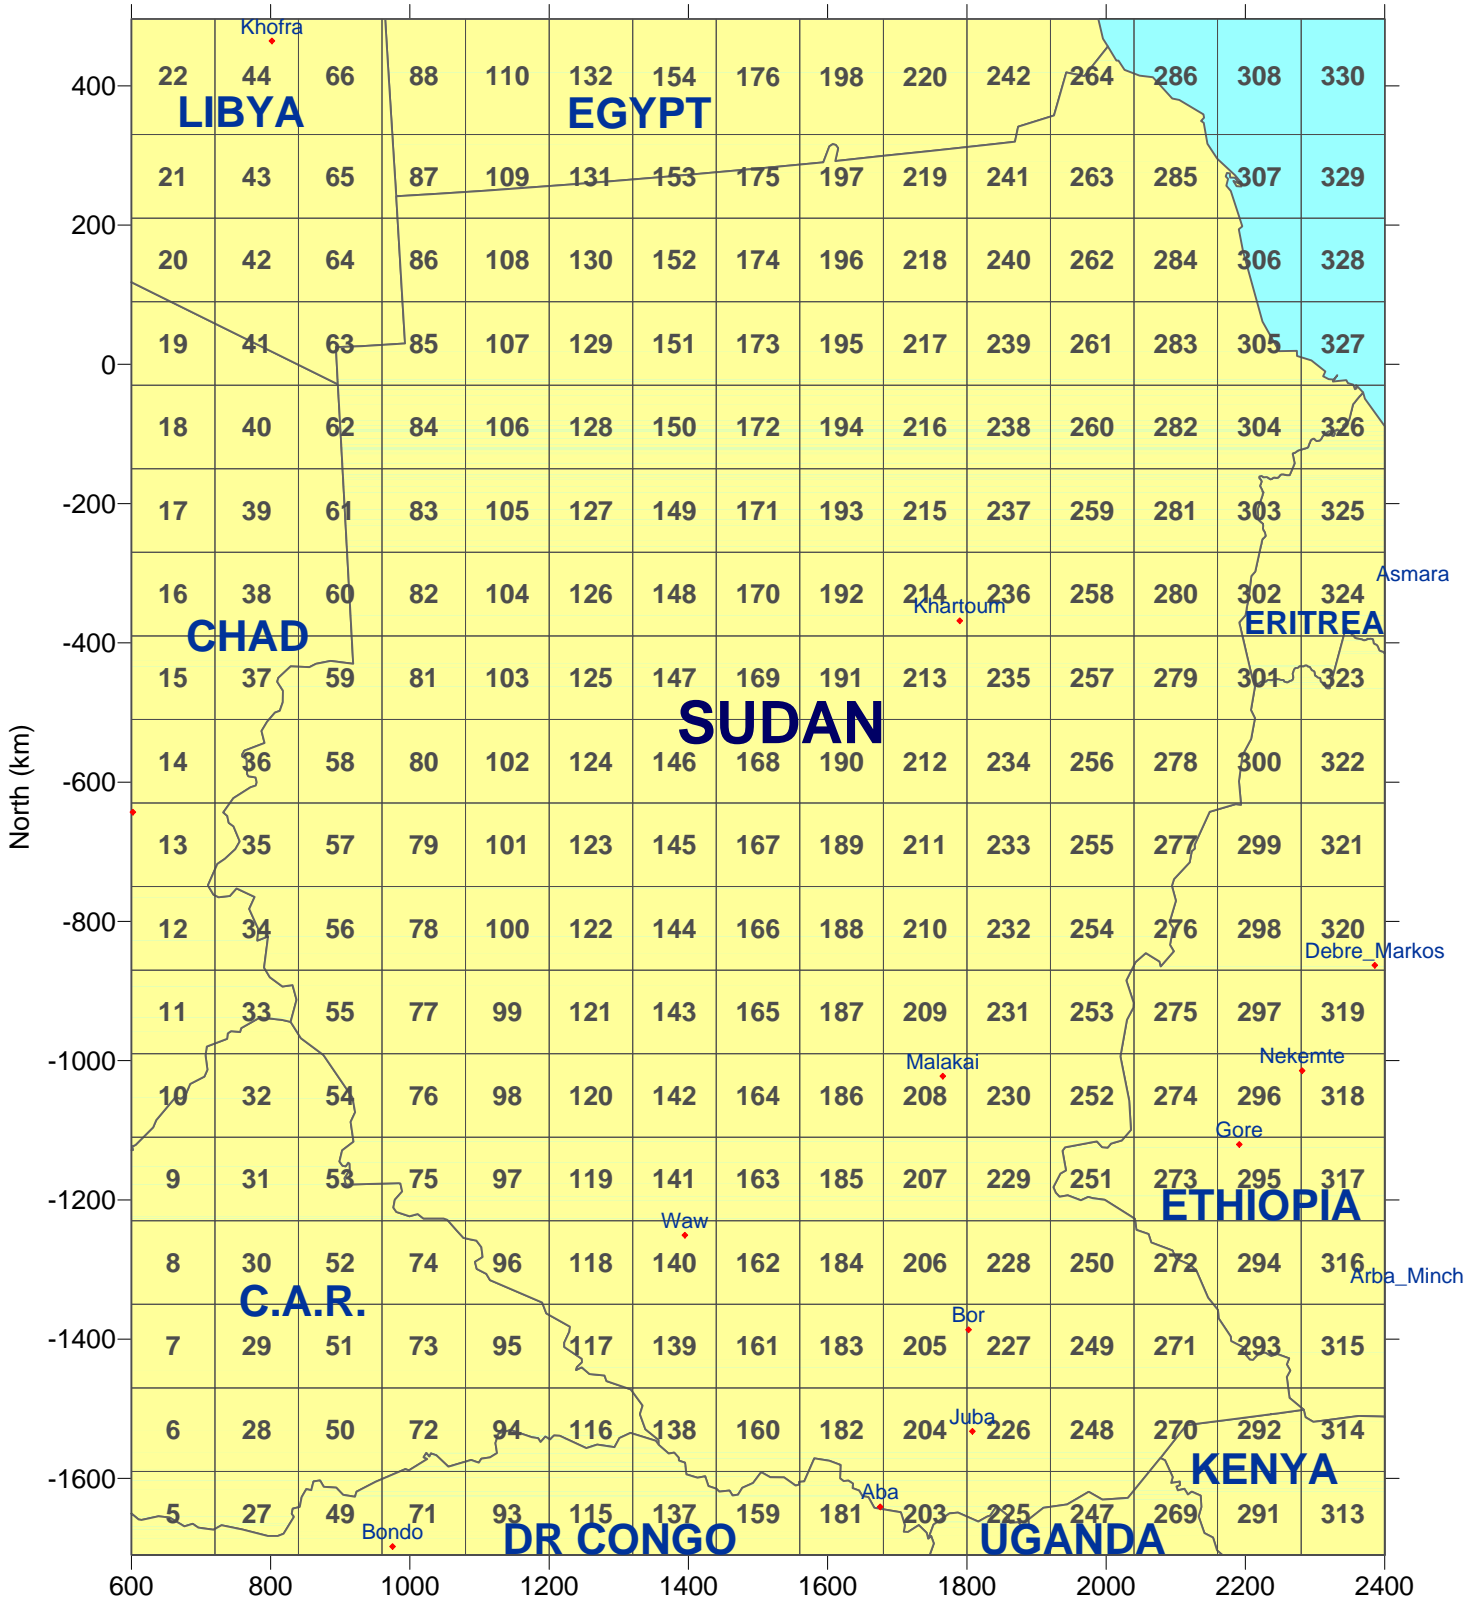 Khofra
22 44 66 88 110 132 154 176 198 220 242 264 286 308 330
400
LIBYA EGYPT
21 43 65 87 109 131 153 175 197 219 241 263 285 307 329
200
20 42 64 86 108 130 152 174 196 218 240 262 284 306 328
19 41 63 85 107 129 151 173 195 217 239 261 283 305 327
0
18 40 62 84 106 128 150 172 194 216 238 260 282 304 326
-200
17 39 61 83 105 127 149 171 193 215 237 259 281 303 325
Asmara
16 38 60 82 104 126 148 170 192 214 236 258 280 302 324
Khartoum
ERITREA
CHAD
-400
15 37 59 81 103 125 147 169 191 213 235 257 279 301 323
SUDAN
14 36 58 80 102 124 146 168 190 212 234 256 278 300 322
-600
North (km)
13 35 57 79 101 123 145 167 189 211 233 255 277 299 321
-800
12 34 56 78 100 122 144 166 188 210 232 254 276 298 320
Debre_Markos
11 33 55 77 99 121 143 165 187 209 231 253 275 297 319
Nekemte
-1000
Malakai
10 32 54 76 98 120 142 164 186 208 230 252 274 296 318
Gore
9 31 53 75 97 119 141 163 185 207 229 251 273 295 317
-1200
ETHIOPIA
Waw
8 30 52 74 96 118 140 162 184 206 228 250 272 294 316
Arba_Minch
C.A.R.
Bor
-1400
7 29 51 73 95 117 139 161 183 205 227 249 271 293 315
Juba
6 28 50 72 94 116 138 160 182 204 226 248 270 292 314
KENYA
-1600
Aba
5 27 49 71 93 115 137 159 181 203 225 247 269 291 313
Bondo
DR CONGO UGANDA
600 800 1000 1200 1400 1600 1800 2000 2200 2400